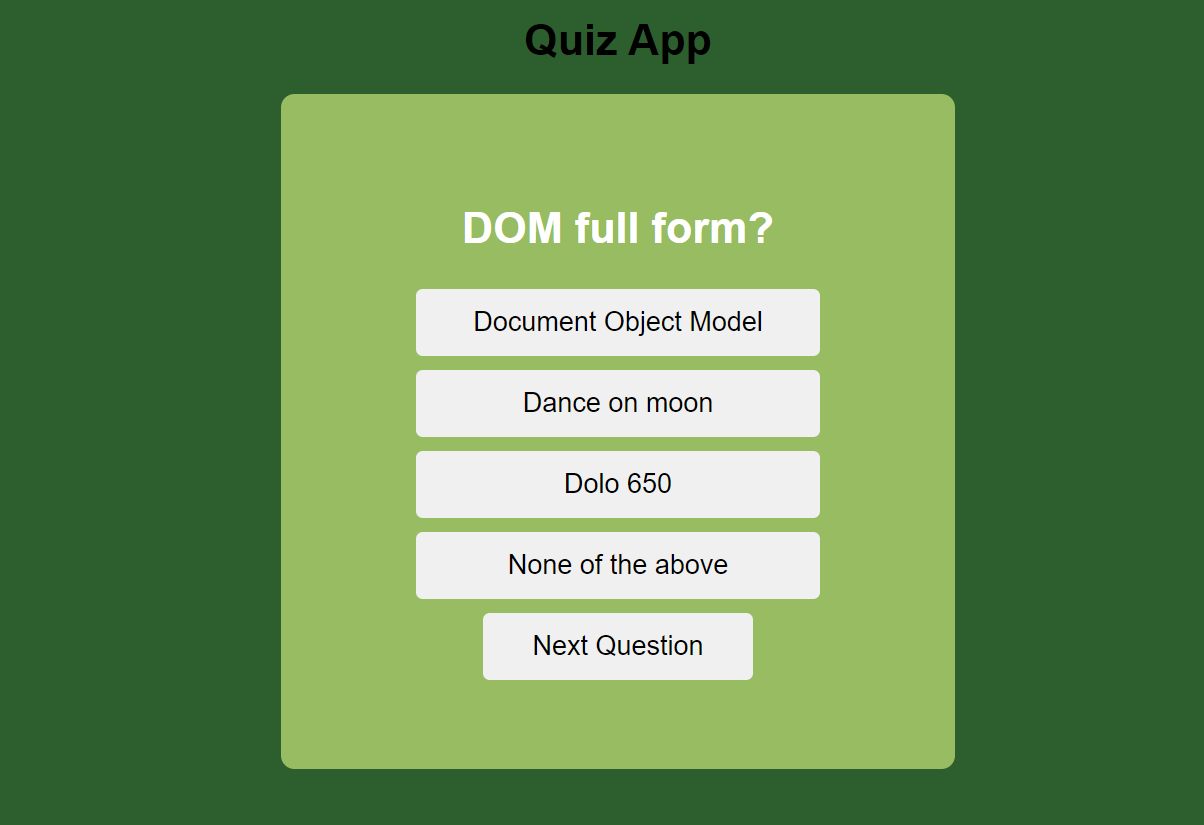 Quiz App
DOM full form?
Document Object Model
Dance on moon
Dolo 650
None of the above
Next Question